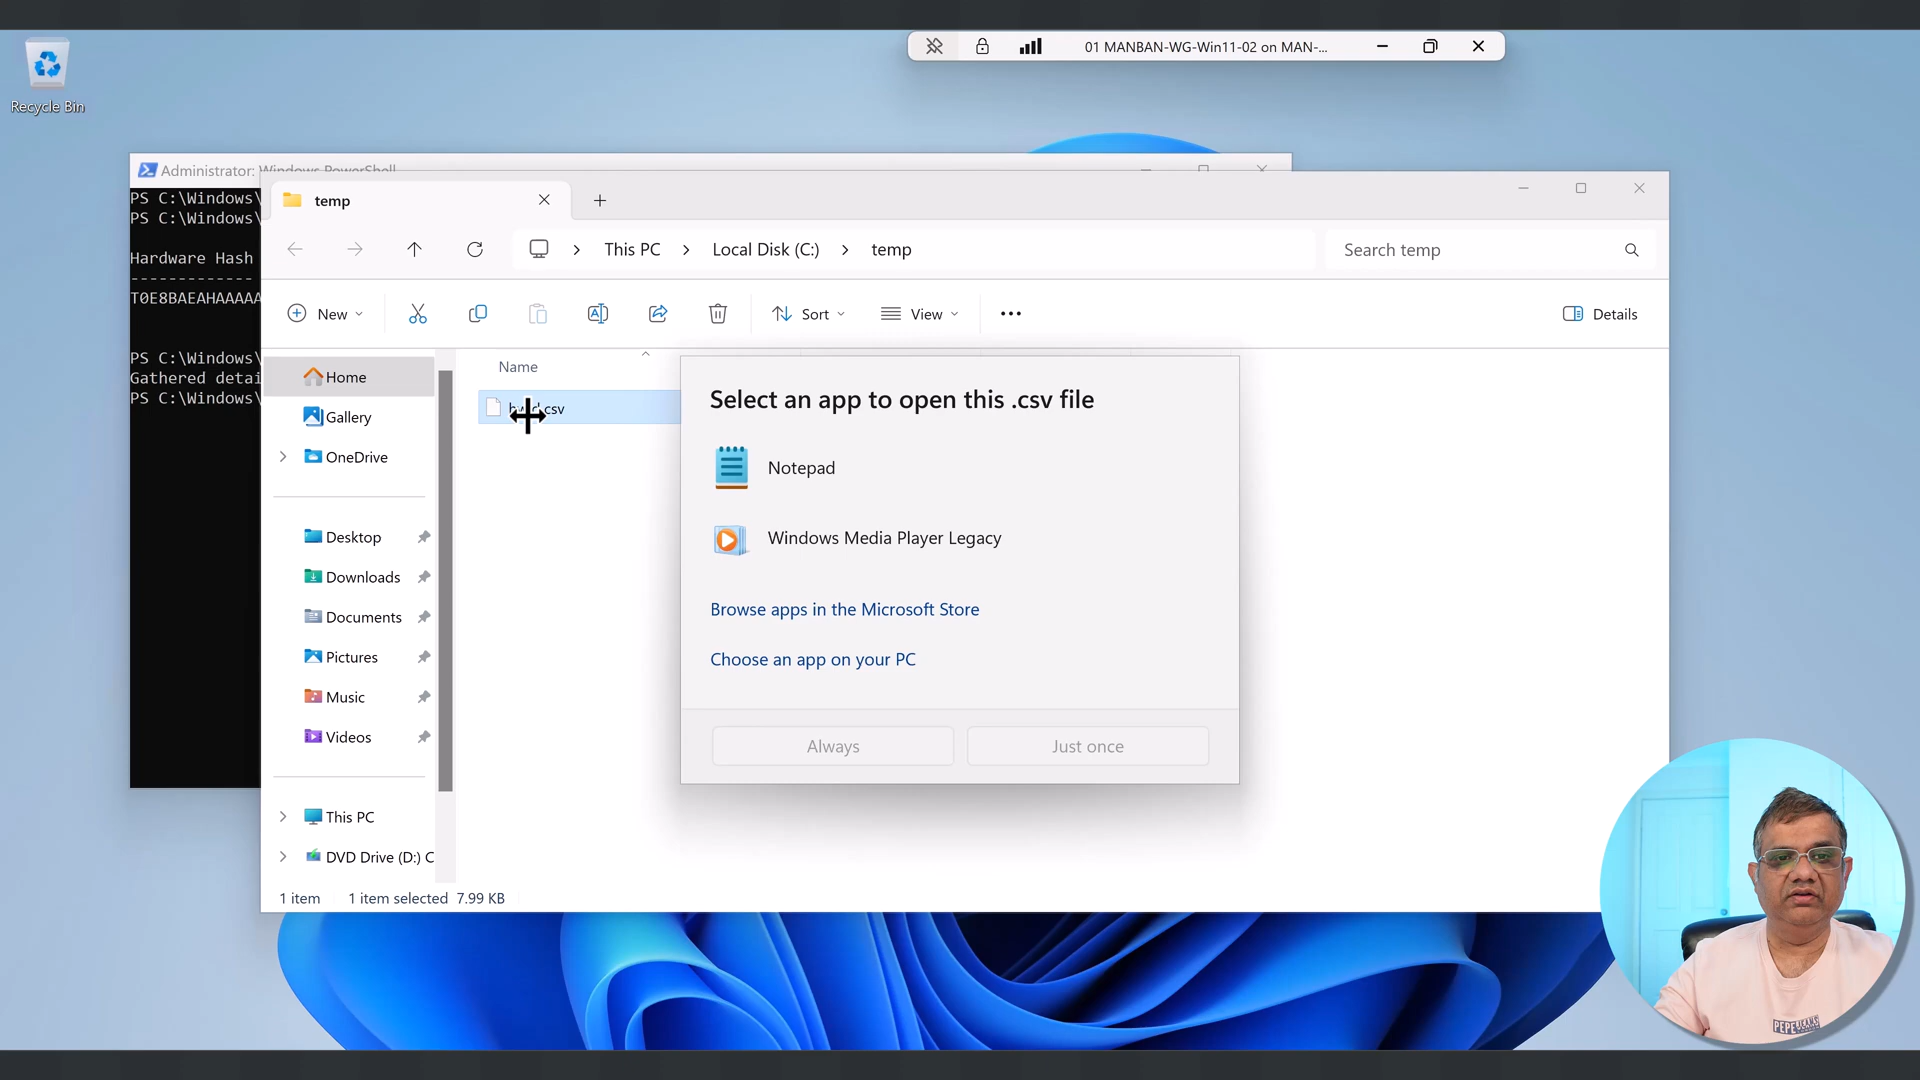 01 MANBAN-WG-Win11-02 on MAN-...
Recycle Bin
Administrator: Windows PowerShell
PS C:\Windows\
PS C:\Windows\
Hardware Hash
T0E8BAEAHAAAAA
PS C:\Windows\
Gathered detai
PS C:\Windows\
temp
This PC
Local Disk (C:)
temp
Search temp
New
Sort
View
Details
Home
Gallery
OneDrive
Desktop
Downloads
Documents
Pictures
Music
Videos
This PC
DVD Drive (D:) C
Name
.csv
Select an app to open this .csv file
Notepad
Windows Media Player Legacy
Browse apps in the Microsoft Store
Choose an app on your PC
Always
Just once
1 item
1 item selected 7.99 KB
PEPE JEANS